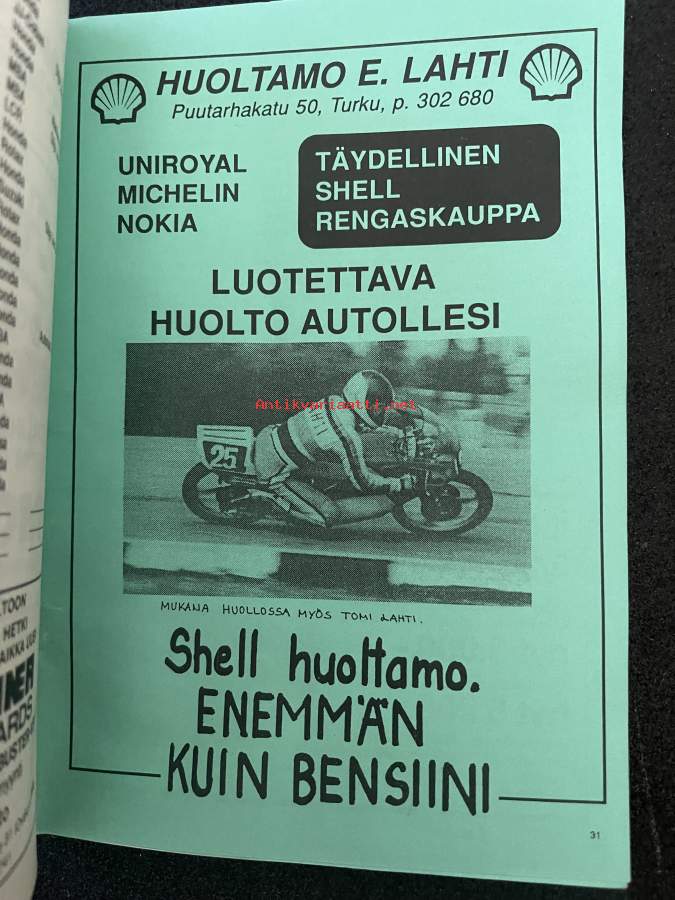 HUOLTAMO E. LAHTI
Puutarhakatu 50, Turku, p. 302 680
UNIROYAL
MICHELIN
NOKIA
TÄYDELLINEN
SHELL
RENGASKAUPPA
LUOTETTAVA
HUOLTO AUTOLLESI
Antikvariaatti.net
25
MUKANA HUOLLOSSA MYÖS TOMI LAHTI.
Shell huoltamo.
ENEMMÄN
KUIN BENSIINI
31